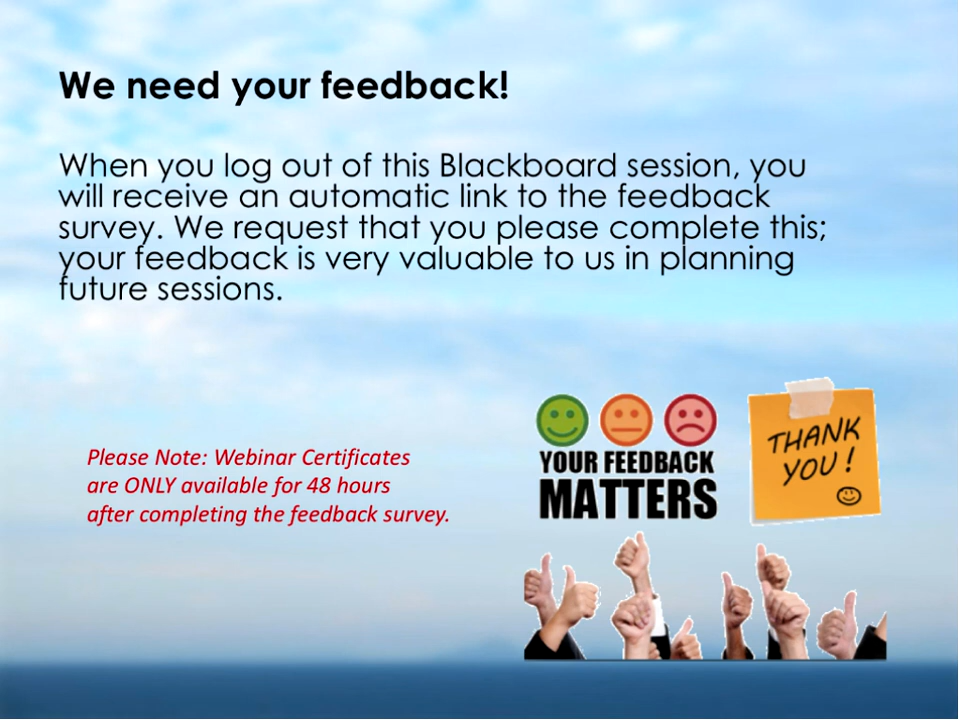 We need your feedback!
When you log out of this Blackboard session, you
will receive an automatic link to the feedback
survey. We request that you please complete this;
your feedback is very valuable to us in planning
future sessions.
Please Note: Webinar Certificates
are ONLY available for 48 hours
after completing the feedback survey.
YOUR FEEDBACK
MATTERS
THANK
YOU!